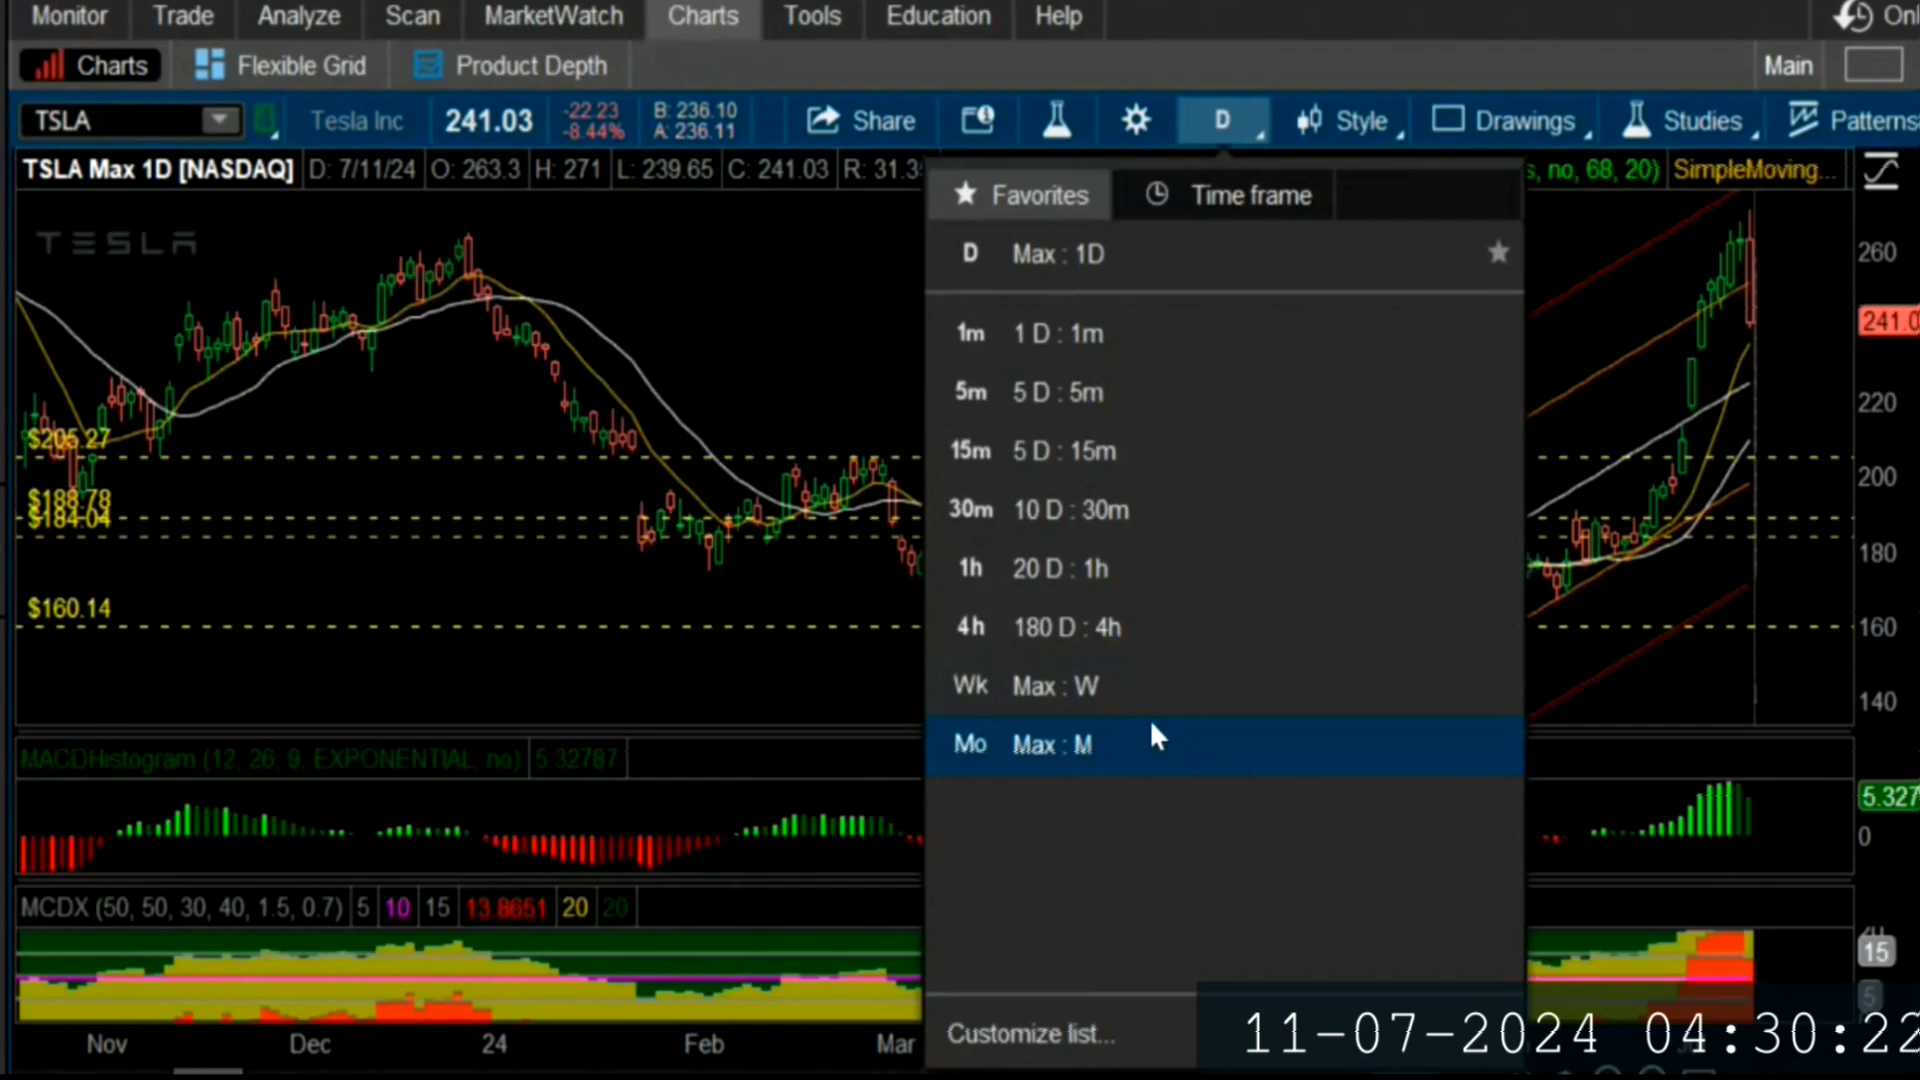 Monitor Trade Analyze Scan MarketWatch Charts Tools Education Help
Charts Flexible Grid Product Depth Main
TSLA Tesla Inc 241.03 -22.23 -8.44% B: 236.10 A: 236.11 Share D Style Drawings Studies Patterns
TSLA Max 1D [NASDAQ] D: 7/11/24 O: 263.3 H: 271 L: 239.65 C: 241.03 R: 31.3 s, no, 68, 20) SimpleMoving...
Favorites Time frame
TESLA
D Max : 1D
260
1m 1 D : 1m
241.0
5m 5 D : 5m
220
$205.27
15m 5 D : 15m
200
$188.78
30m 10 D : 30m
$184.04
180
1h 20 D : 1h
$160.14
4h 180 D : 4h
160
Wk Max : W
140
Mo Max : M
MACDHistogram (12, 26, 9, EXPONENTIAL, no) 5.32787
5.327
0
MCDX (50, 50, 30, 40, 1.5, 0.7) 5 10 15 13.8651 20 20
15
5
Nov Dec 24 Feb Mar
Customize list...
11-07-2024 04:30:22